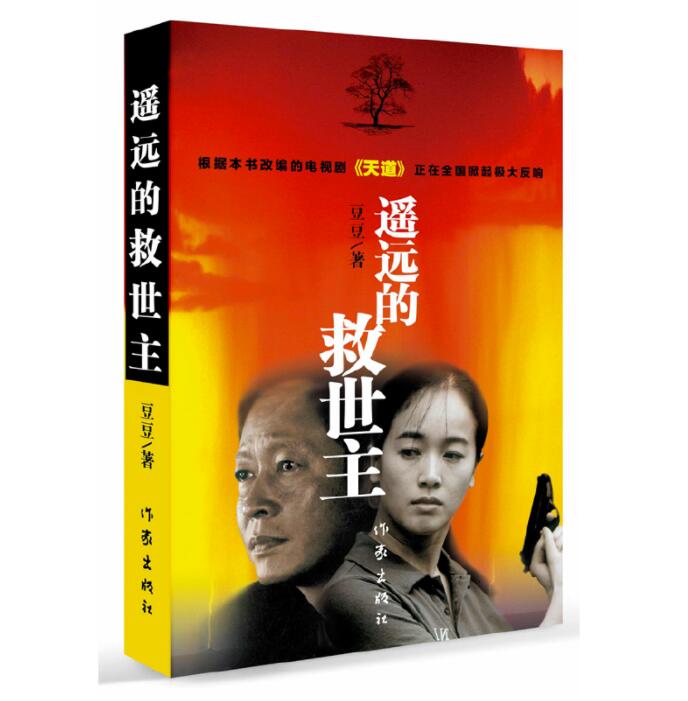 遥远的救世主
豆豆/著
作家出版社
根据本书改编的电视剧《天道》正在全国掀起极大反响
豆豆/著
遥远的
救世主
作家出版社